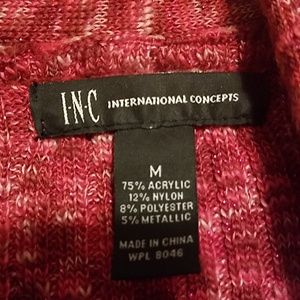 I·N·C INTERNATIONAL CONCEPTS
M
75% ACRYLIC
12% NYLON
8% POLYESTER
5% METALLIC
MADE IN CHINA
WPL 8046